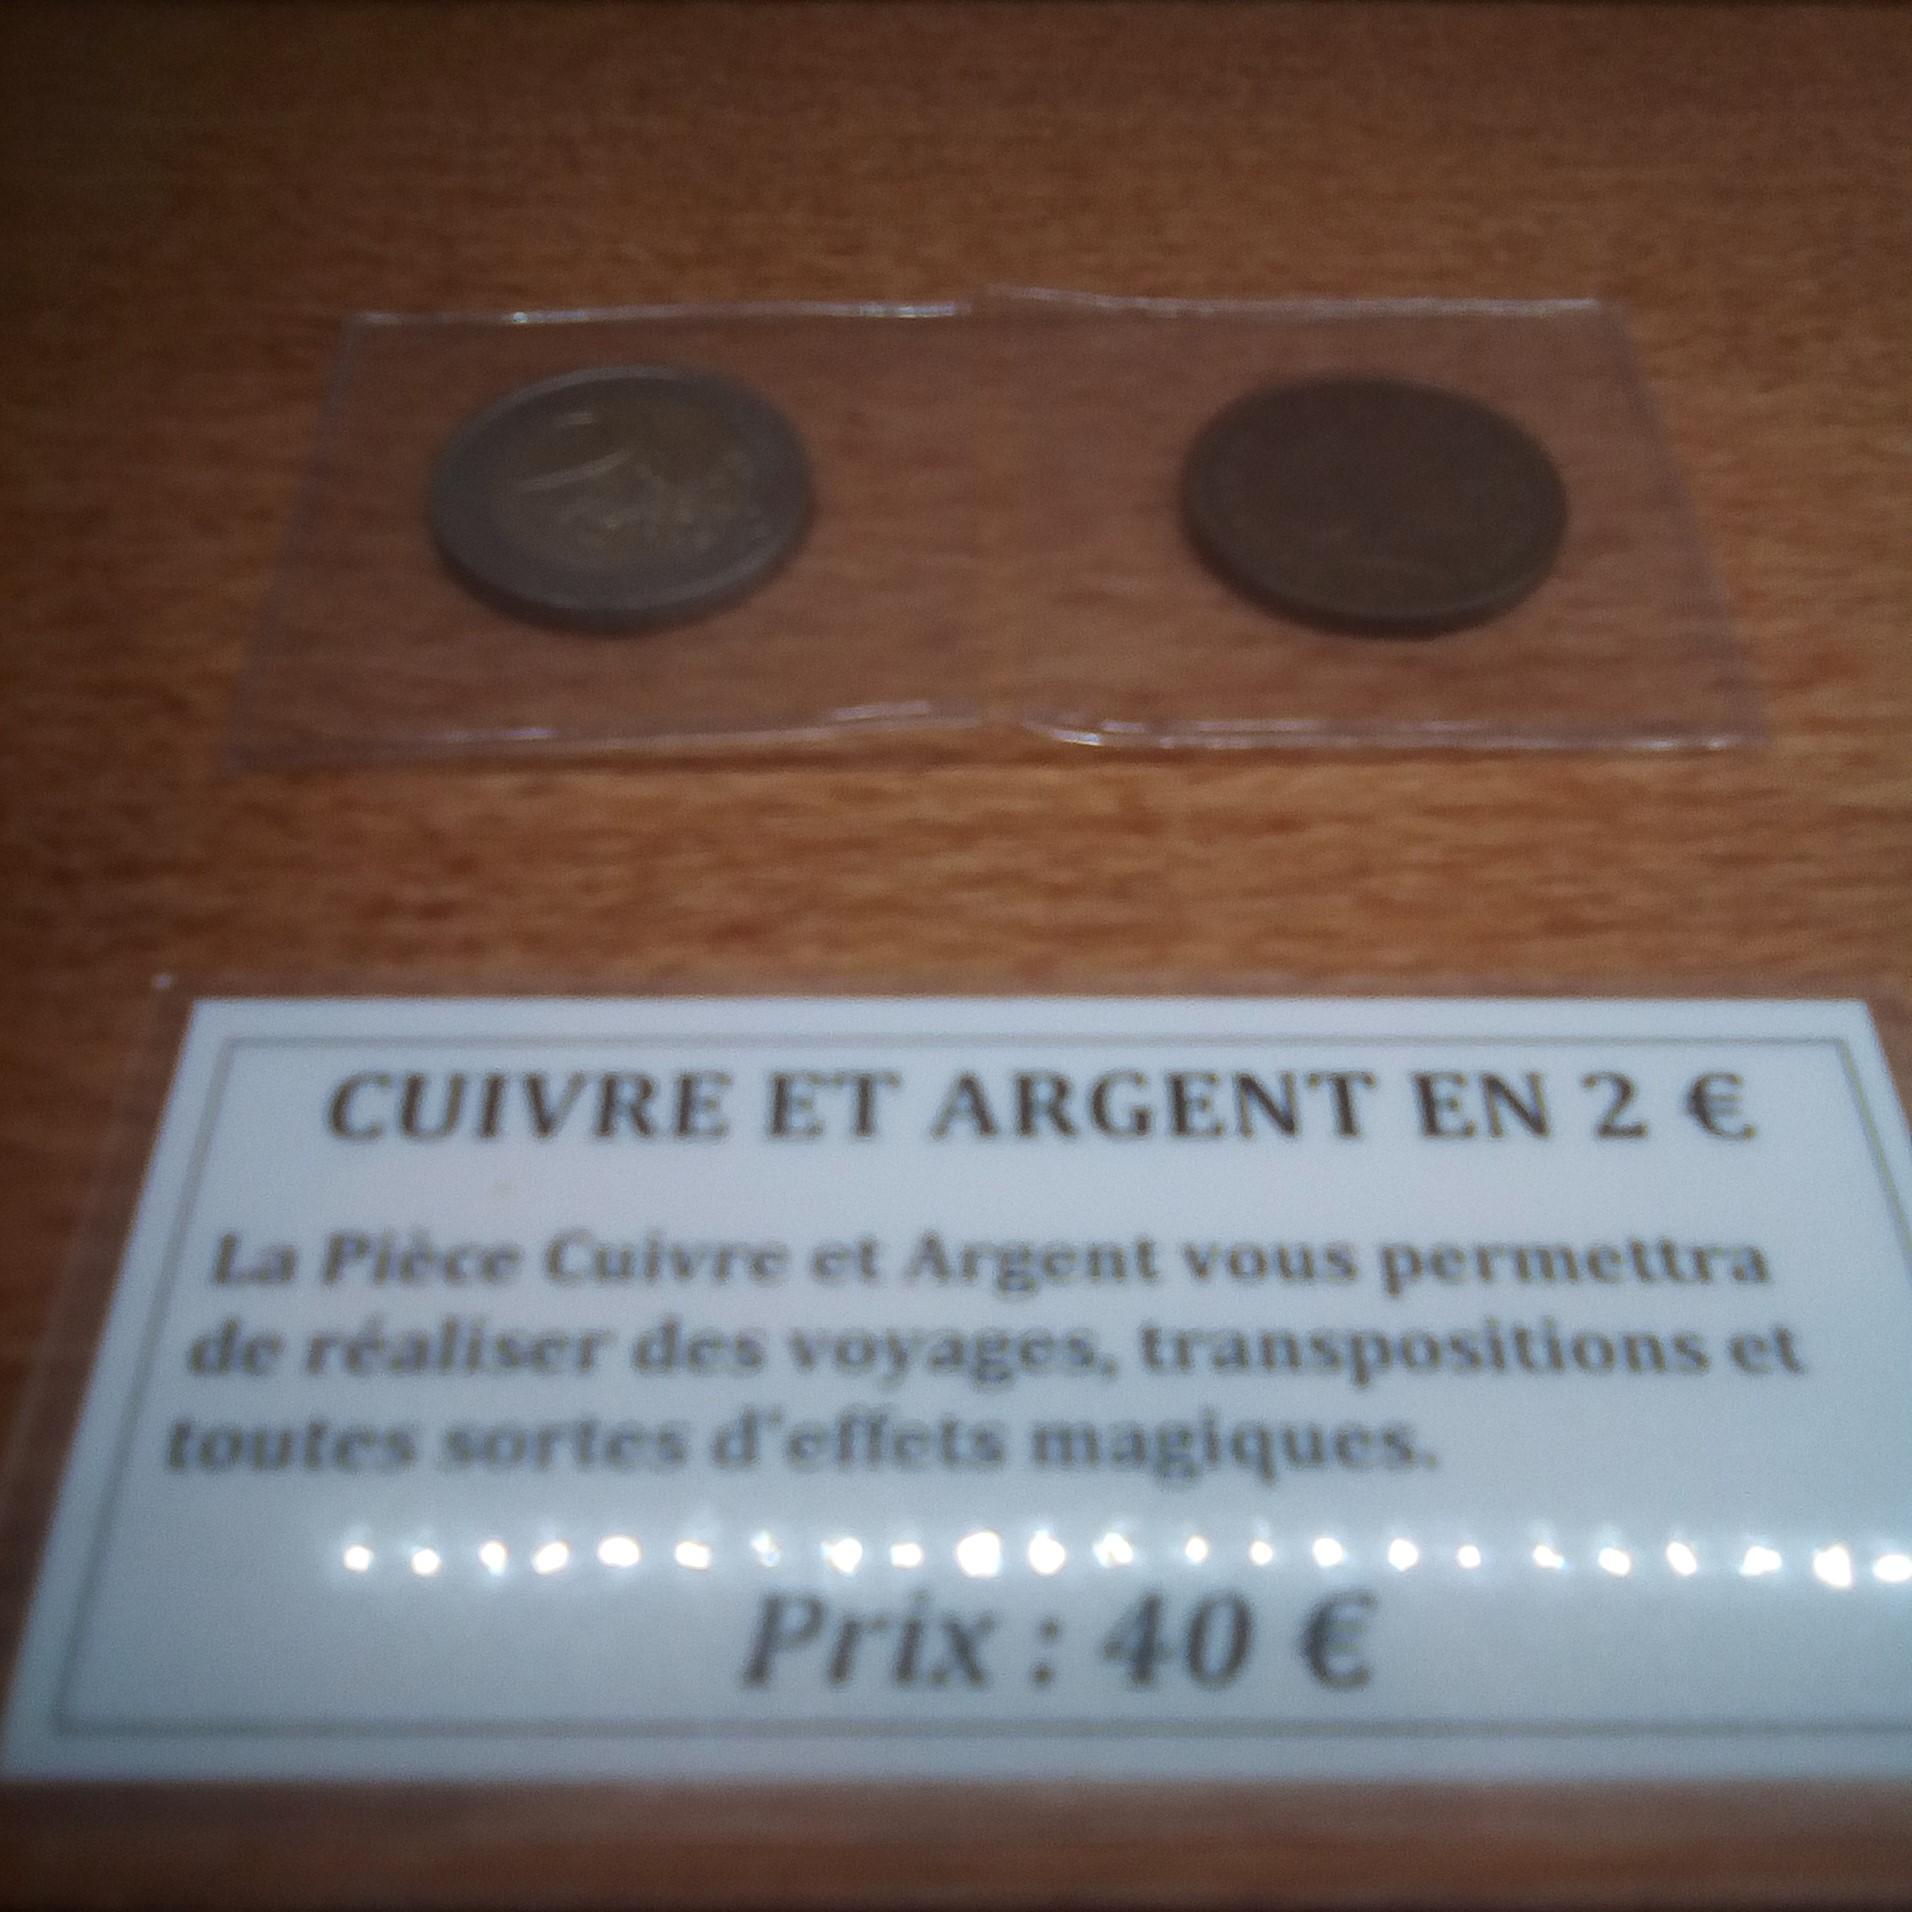 CUIVRE ET ARGENT EN 2 €
La Pièce Cuivre et Argent vous permettra
de réaliser des voyages, transpositions et
toutes sortes d'effets magiques.
Prix : 40 €